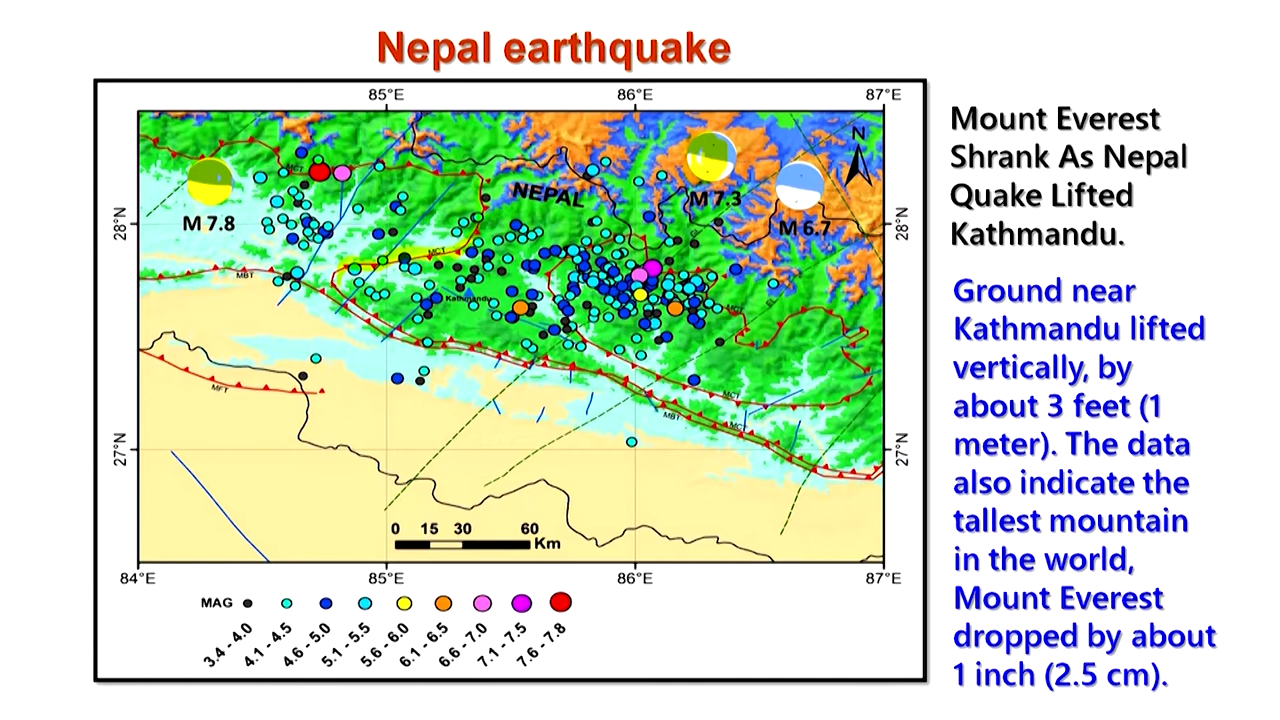 Nepal earthquake
85°E 86°E 87°E
N
NEPAL
M 7.8
M 7.3
M 6.7
28°N 28°N
MCT
MCT
MBT
Kathmandu
MCT
MFT
MCT
MBT
MCT
27°N 27°N
0 15 30 60
Km
84°E 85°E 86°E 87°E
MAG
3.4 - 4.0
4.1 - 4.5
4.6 - 5.0
5.1 - 5.5
5.6 - 6.0
6.1 - 6.5
6.6 - 7.0
7.1 - 7.5
7.6 - 7.8
Mount Everest
Shrank As Nepal
Quake Lifted
Kathmandu.
Ground near
Kathmandu lifted
vertically, by
about 3 feet (1
meter). The data
also indicate the
tallest mountain
in the world,
Mount Everest
dropped by about
1 inch (2.5 cm).